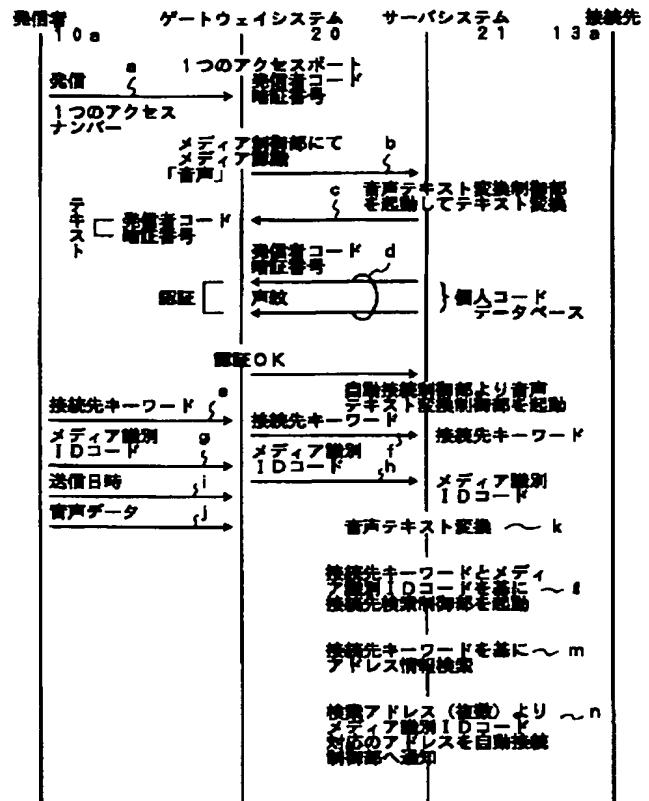 発信者 ゲートウェイシステム サーバシステム 接続先
10a 20 21 13a
a
発信
1つのアクセスポート
発信者コード
暗証番号
1つのアクセス
ナンバー
メディア制御部にて
メディア認識
「音声」
b
c
音声テキスト変換制御部
を起動してテキスト変換
テキスト
発信者コード
暗証番号
発信者コード
暗証番号
d
認証
声紋
個人コード
データベース
認証OK
自動接続制御部より音声
テキスト変換制御部を起動
接続先キーワード e
接続先キーワード
f
接続先キーワード
メディア識別
IDコード
g
メディア識別
IDコード
h
メディア識別
IDコード
送信日時 i
音声データ j
音声テキスト変換 k
接続先キーワードとメディ
ア識別IDコードを基に
接続先検索制御部を起動
ℓ
接続先キーワードを基に
アドレス情報検索
m
検索アドレス(複数)より
メディア識別IDコード
対応のアドレスを自動接続
制御部へ通知
n